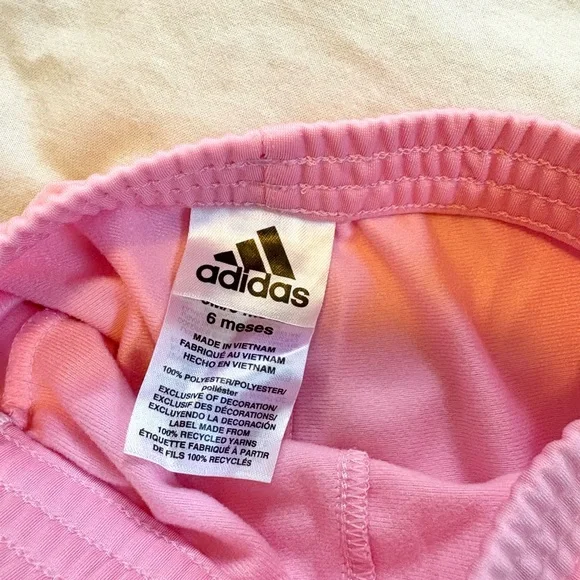 adidas
6 meses
MADE IN VIETNAM
FABRIQUÉ AU VIETNAM
HECHO EN VIETNAM
100% POLYESTER/POLYESTER/
poliéster
EXCLUSIVE OF DECORATION/
EXCLUSIF DES DÉCORATIONS/
EXCLUYENDO LA DECORACIÓN
LABEL MADE FROM
100% RECYCLED YARNS
ÉTIQUETTE FABRIQUÉ À PARTIR
DE FILS 100% RECYCLÉS